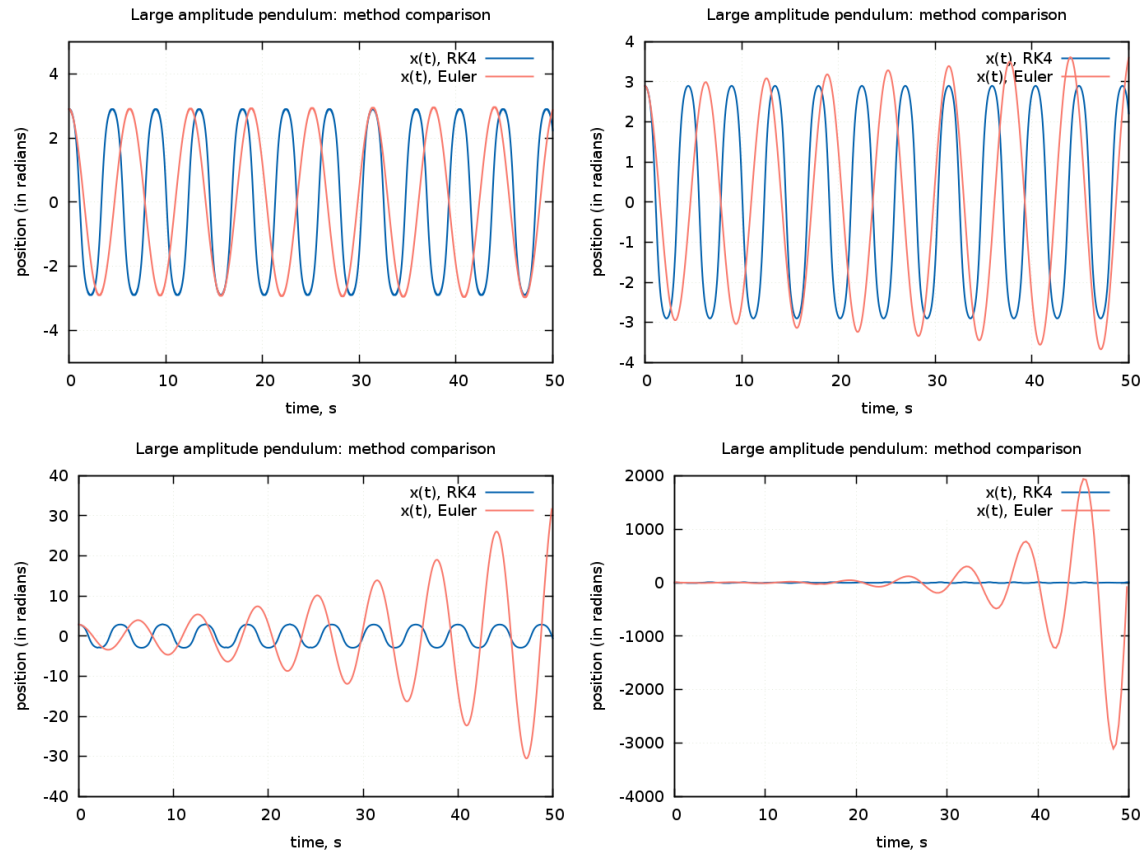 Large amplitude pendulum: method comparison
x(t), RK4
x(t), Euler
position (in radians)
4
2
0
-2
-4
0 10 20 30 40 50
time, s
Large amplitude pendulum: method comparison
x(t), RK4
x(t), Euler
position (in radians)
4
3
2
1
0
-1
-2
-3
-4
0 10 20 30 40 50
time, s
Large amplitude pendulum: method comparison
x(t), RK4
x(t), Euler
position (in radians)
40
30
20
10
0
-10
-20
-30
-40
0 10 20 30 40 50
time, s
Large amplitude pendulum: method comparison
x(t), RK4
x(t), Euler
position (in radians)
2000
1000
0
-1000
-2000
-3000
-4000
0 10 20 30 40 50
time, s